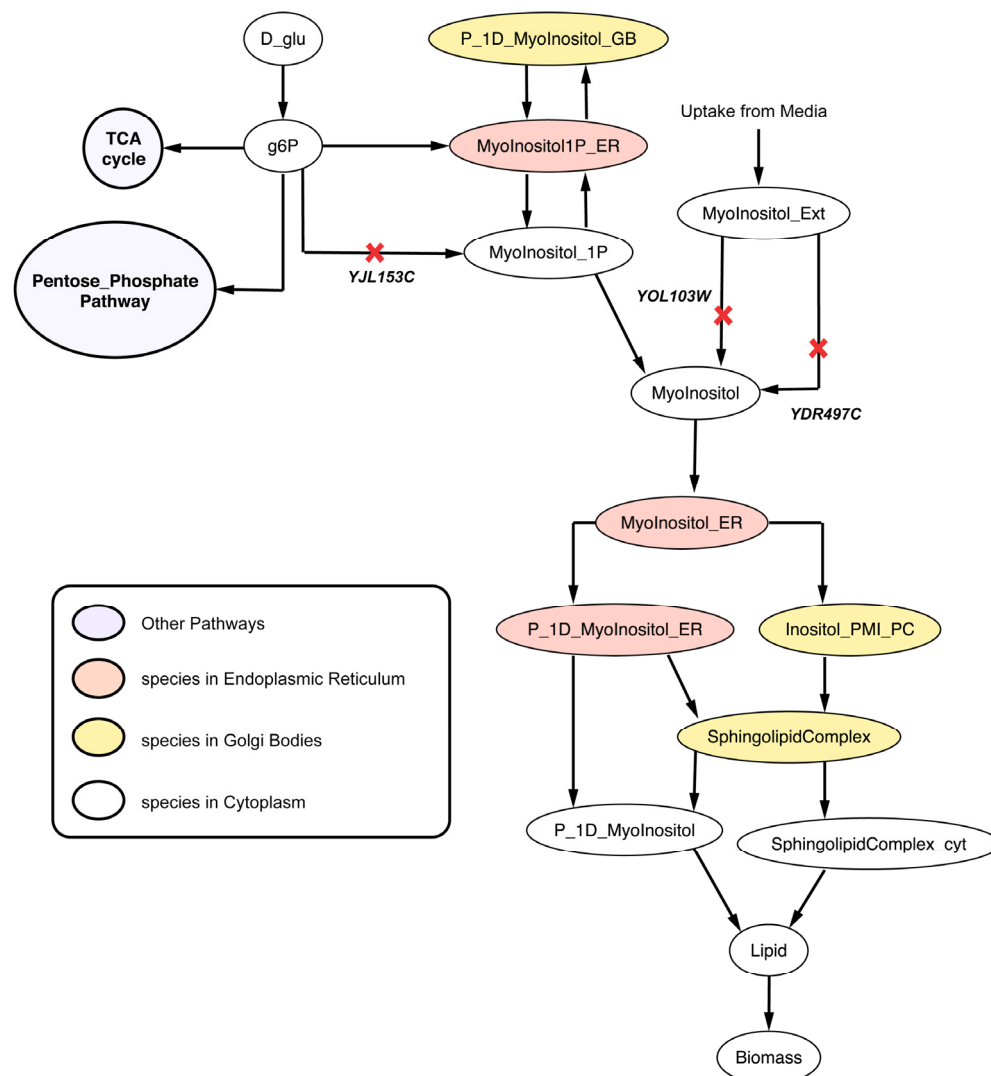 D_glu
P_1D_MyoInositol_GB
Uptake from Media
TCA
cycle
g6P
MyoInositol1P_ER
MyoInositol_Ext
MyoInositol_1P
YJL153C
Pentose_Phosphate
Pathway
YOL103W
MyoInositol
YDR497C
MyoInositol_ER
Other Pathways
P_1D_MyoInositol_ER
Inositol_PMI_PC
species in Endoplasmic Reticulum
species in Golgi Bodies
SphingolipidComplex
species in Cytoplasm
P_1D_MyoInositol
SphingolipidComplex cyt
Lipid
Biomass